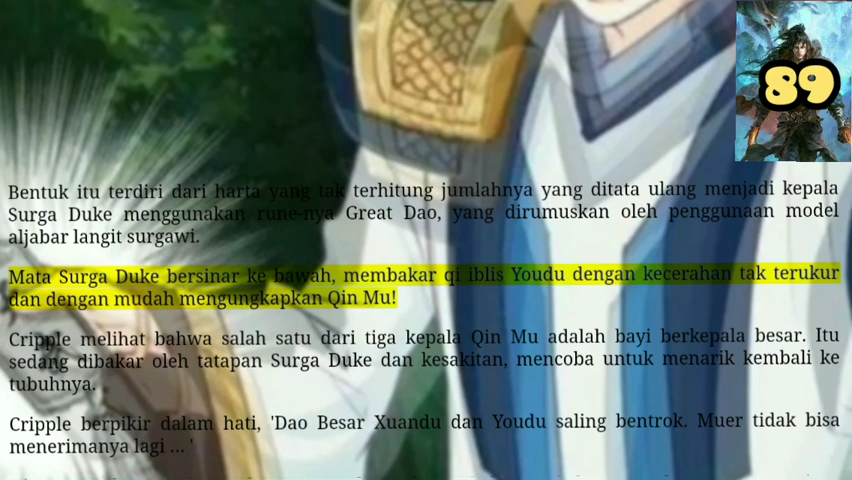 89
Bentuk itu terdiri dari harta yang tak terhitung jumlahnya yang ditata ulang menjadi kepala
Surga Duke menggunakan rune-nya Great Dao, yang dirumuskan oleh penggunaan model
aljabar langit surgawi.
Mata Surga Duke bersinar ke bawah, membakar qi iblis Youdu dengan kecerahan tak terukur
dan dengan mudah mengungkapkan Qin Mu!
Cripple melihat bahwa salah satu dari tiga kepala Qin Mu adalah bayi berkepala besar. Itu
sedang dibakar oleh tatapan Surga Duke dan kesakitan, mencoba untuk menarik kembali ke
tubuhnya.
Cripple berpikir dalam hati, 'Dao Besar Xuandu dan Youdu saling bentrok. Muer tidak bisa
menerimanya lagi ... '